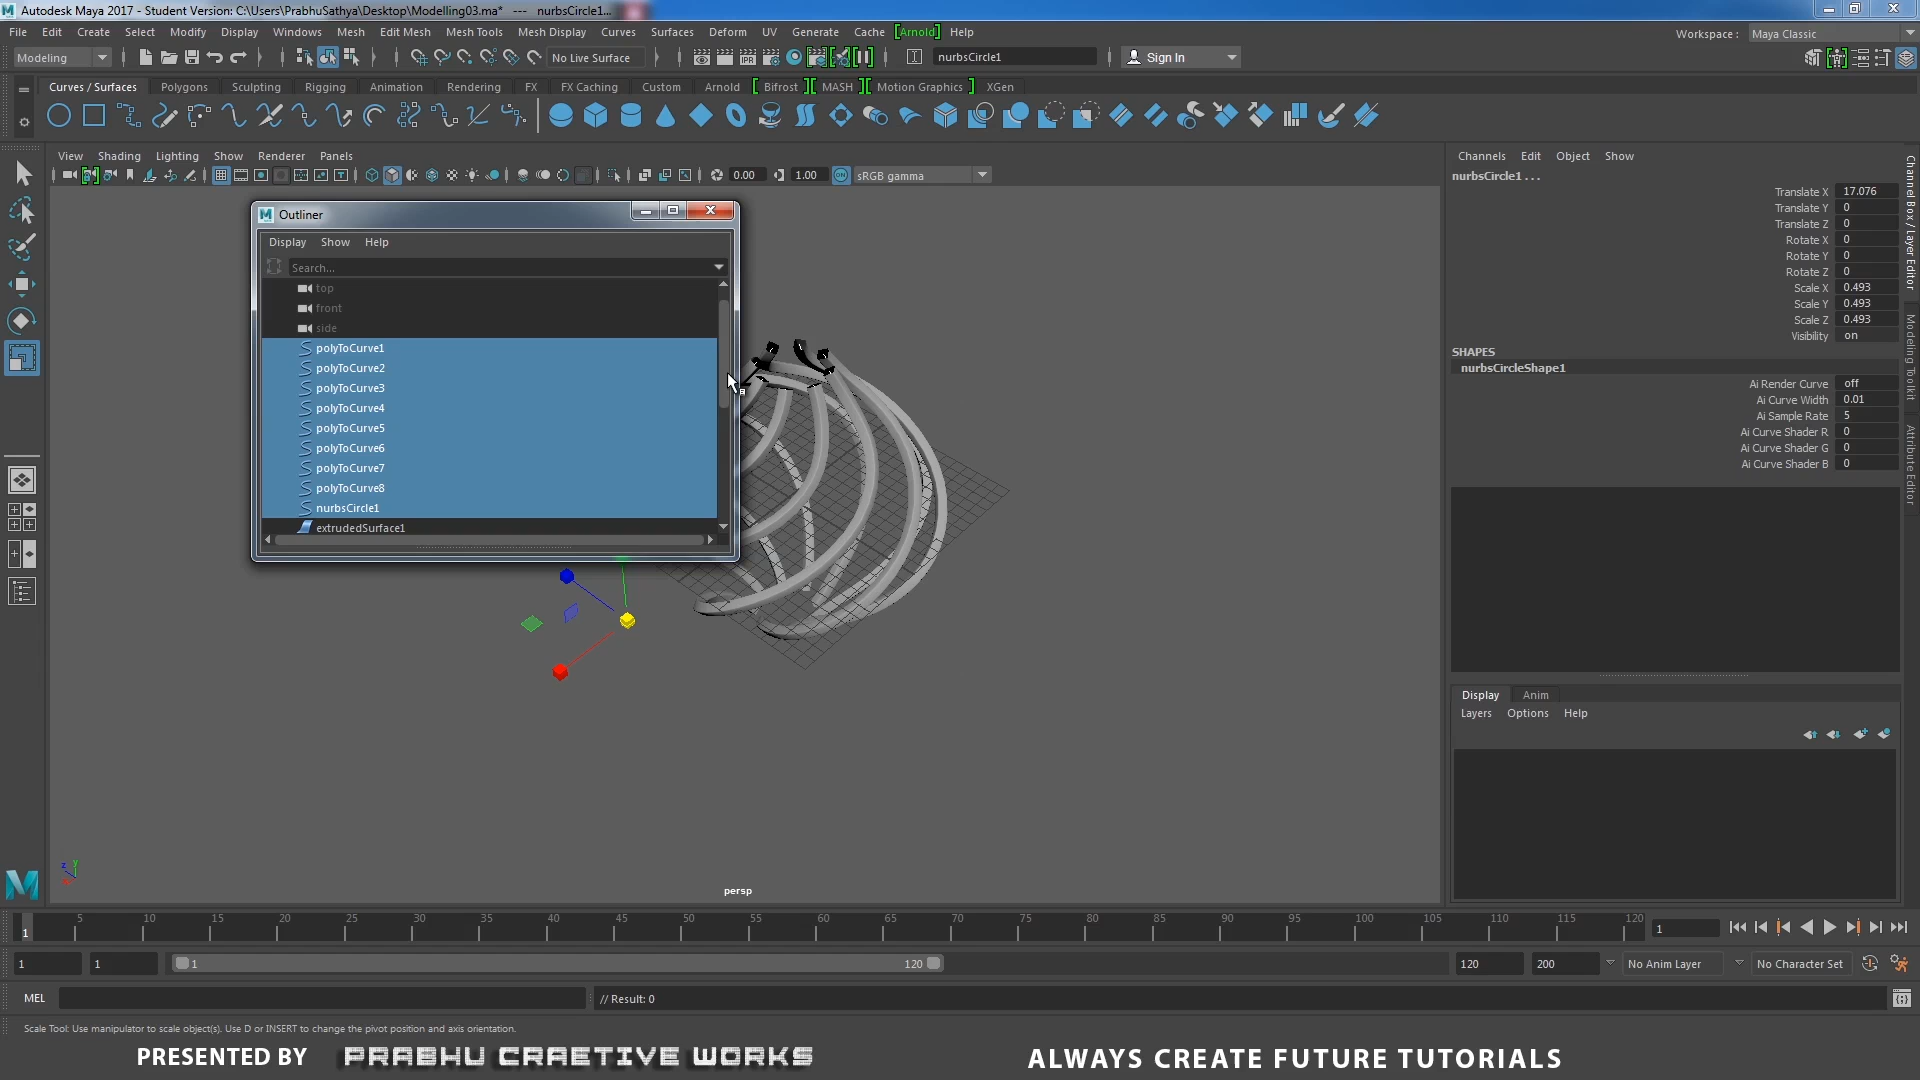 Autodesk Maya 2017 - Student Version: C:\Users\PrabhuSathya\Desktop\Modelling03.ma* --- nurbsCircle1...
File Edit Create Select Modify Display Windows Mesh Edit Mesh Mesh Tools Mesh Display Curves Surfaces Deform UV Generate Cache [Arnold] Help
Workspace : Maya Classic
Modeling No Live Surface nurbsCircle1 Sign In
Curves / Surfaces Polygons Sculpting Rigging Animation Rendering FX FX Caching Custom Arnold [ Bifrost ] [ MASH ] [ Motion Graphics ] XGen
View Shading Lighting Show Renderer Panels
0.00 1.00 sRGB gamma
Outliner
Display Show Help
Search...
top
front
side
polyToCurve1
polyToCurve2
polyToCurve3
polyToCurve4
polyToCurve5
polyToCurve6
polyToCurve7
polyToCurve8
nurbsCircle1
extrudedSurface1
persp
Channels Edit Object Show
nurbsCircle1 . . .
Translate X 17.076
Translate Y 0
Translate Z 0
Rotate X 0
Rotate Y 0
Rotate Z 0
Scale X 0.493
Scale Y 0.493
Scale Z 0.493
Visibility on
SHAPES
nurbsCircleShape1
Ai Render Curve off
Ai Curve Width 0.01
Ai Sample Rate 5
Ai Curve Shader R 0
Ai Curve Shader G 0
Ai Curve Shader B 0
Channel Box / Layer Editor
Modeling Toolkit
Attribute Editor
Display Anim
Layers Options Help
5 10 15 20 25 30 35 40 45 50 55 60 65 70 75 80 85 90 95 100 105 110 115 120
1 1
1 1 1 120 120 200 No Anim Layer No Character Set
MEL // Result: 0
Scale Tool: Use manipulator to scale object(s). Use D or INSERT to change the pivot position and axis orientation.
PRESENTED BY PRABHU CRAETIVE WORKS ALWAYS CREATE FUTURE TUTORIALS